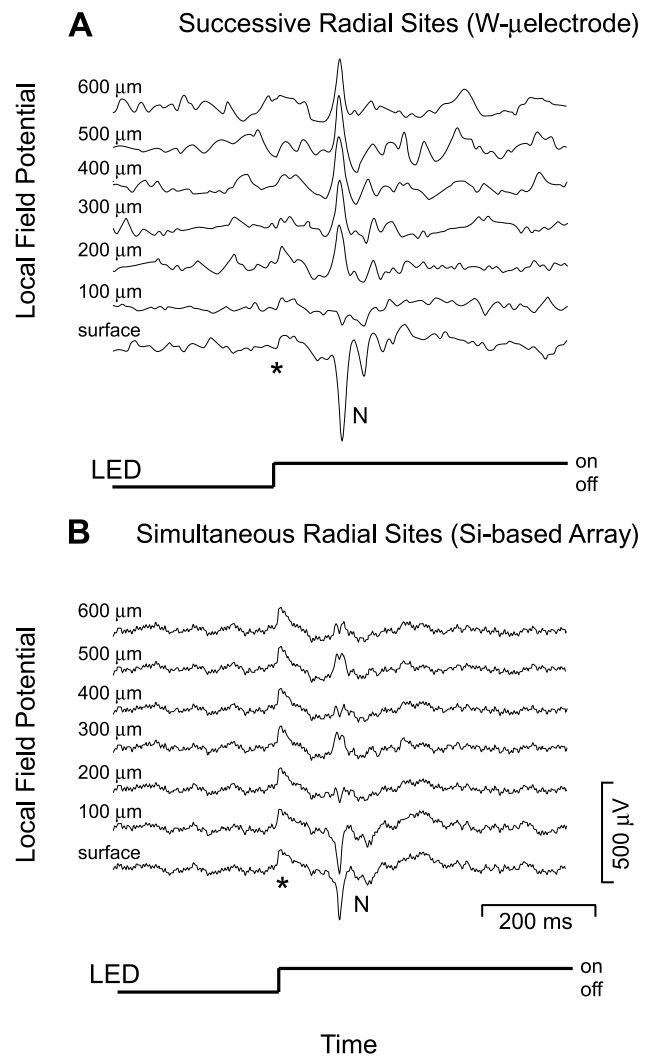 A Successive Radial Sites (W-μelectrode)
Local Field Potential
600 μm
500 μm
400 μm
300 μm
200 μm
100 μm
surface
*
N
LED
on
off
B Simultaneous Radial Sites (Si-based Array)
Local Field Potential
600 μm
500 μm
400 μm
300 μm
200 μm
100 μm
surface
*
N
500 μV
200 ms
LED
on
off
Time